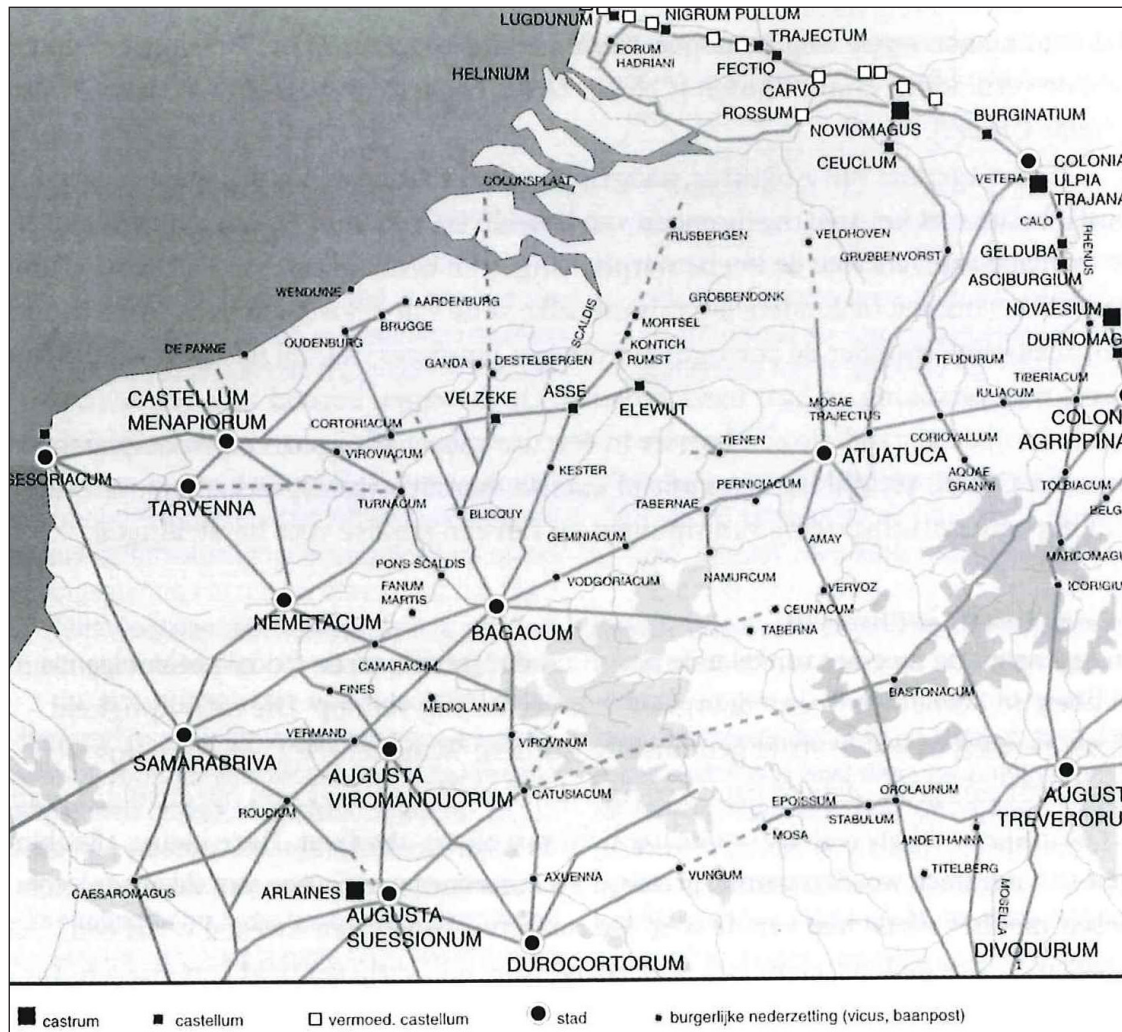 LUGDUNUM
NIGRUM PULLUM
FORUM
HADRIANI
TRAJECTUM
HELINIUM
FECTIO
CARVO
ROSSUM
NOVIOMAGUS
BURGINATIUM
CEUCLUM
COLONIA
ULPIA
TRAJANA
VETERA
COLIJNSPLAAT
CALO
RIJSBERGEN
VELDHOVEN
GRUBBENVORST
GELDUBA
RHENUS
ASCIBURGIUM
WENDUINE
AARDENBURG
BRUGGE
OUDENBURG
SCALDIS
GROBBENDONK
MORTSEL
KONTICH
RUMST
NOVAESIUM
DURNOMAG
DE PANNE
GANDA
DESTELBERGEN
TEUDURUM
TIBERIACUM
CASTELLUM
MENAPIORUM
VELZEKE
ASSE
ELEWIJT
MOSAE
TRAJECTUS
IULIACUM
COLON
AGRIPPINA
CORTORIACUM
VIROVIACUM
TIENEN
ATUATUCA
CORIOVALLUM
SESORIACUM
TARVENNA
TURNACUM
BLICQUY
KESTER
TABERNAE
PERNICIACUM
AQUAE
GRANNI
TOLBIACUM
BELG
GEMINIACUM
AMAY
MARCOMAGU
PONS SCALDIS
FANUM
MARTIS
VODGORIACUM
NAMURCUM
VERVOZ
ICORIGIU
NEMETACUM
BAGACUM
CEUNACUM
TABERNA
CAMARACUM
FINES
MEDIOLANUM
BASTONACUM
VERMAND
VIROVINUM
SAMARABRIVA
AUGUSTA
VIROMANDUORUM
CATUSIACUM
ROUDIUM
EPOISSUM
OROLAUNUM
STABULUM
AUGUST
TREVERORU
MOSA
ANDETHANNA
CAESAROMAGUS
ARLAINES
AUGUSTA
SUESSIONUM
AXUENNA
VUNGUM
TITELBERG
MOSELLA
DUROCORTORUM
DIVODURUM
castrum
castellum
vermoed. castellum
stad
burgerlijke nederzetting (vicus, baanpost)